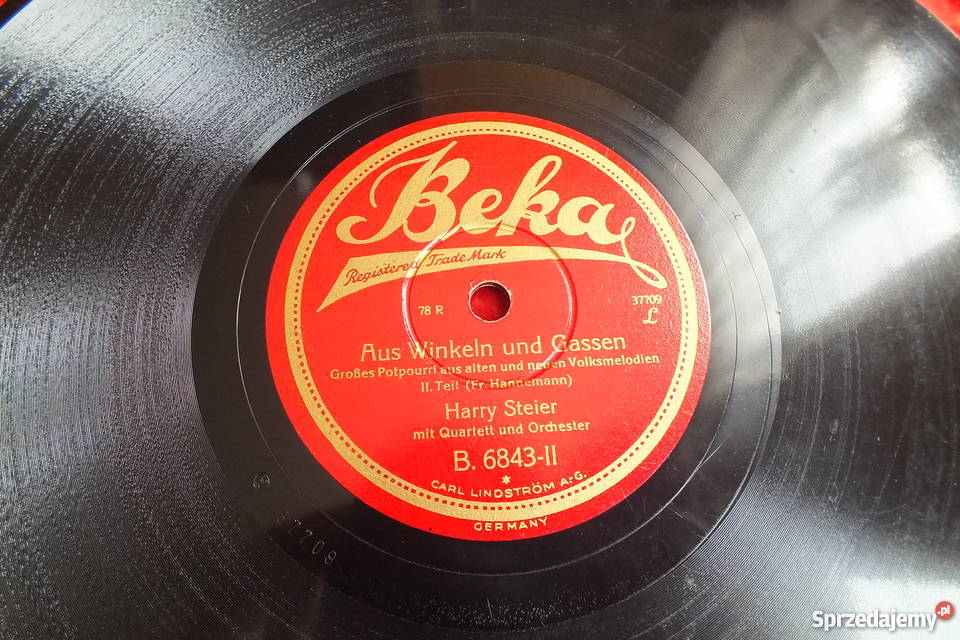 Beka
Registered Trade Mark
78 R
37709
L
Aus Winkeln und Gassen
Großes Potpourri aus alten und neuen Volksmelodien
II. Teil (Fr. Hannemann)
Harry Steier
mit Quartett und Orchester
B. 6843-II
CARL LINDSTRÖM A.-G.
GERMANY
7709
Sprzedajemy.pl